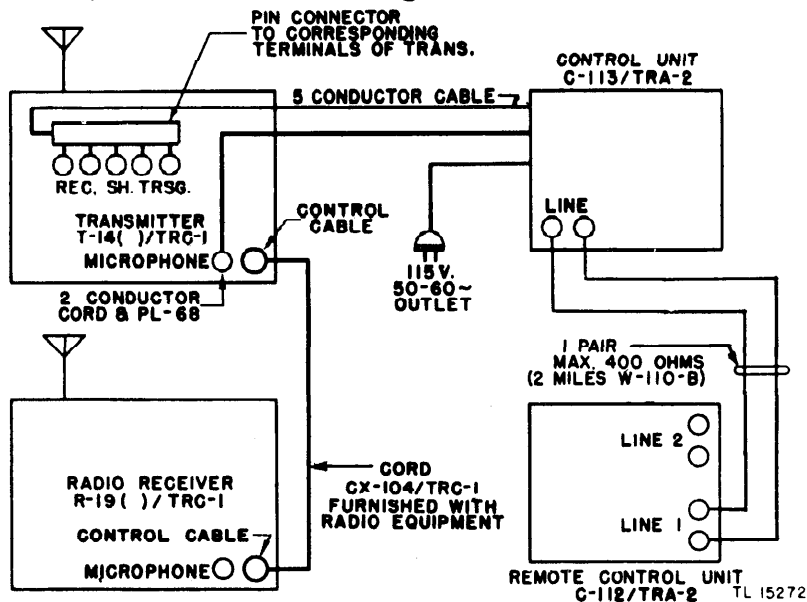 PIN CONNECTOR
TO CORRESPONDING
TERMINALS OF TRANS.
CONTROL UNIT
C-113/TRA-2
5 CONDUCTOR CABLE
REC. SH. TRSG.
TRANSMITTER
T-14( )/TRC-1
MICROPHONE
CONTROL
CABLE
LINE
115 V.
50-60~
OUTLET
2 CONDUCTOR
CORD & PL-68
1 PAIR
MAX. 400 OHMS
(2 MILES W-110-B)
LINE 2
LINE 1
RADIO RECEIVER
R-19( )/TRC-1
CORD
CX-104/TRC-1
FURNISHED WITH
RADIO EQUIPMENT
CONTROL CABLE
MICROPHONE
REMOTE CONTROL UNIT
C-112/TRA-2
TL 15272